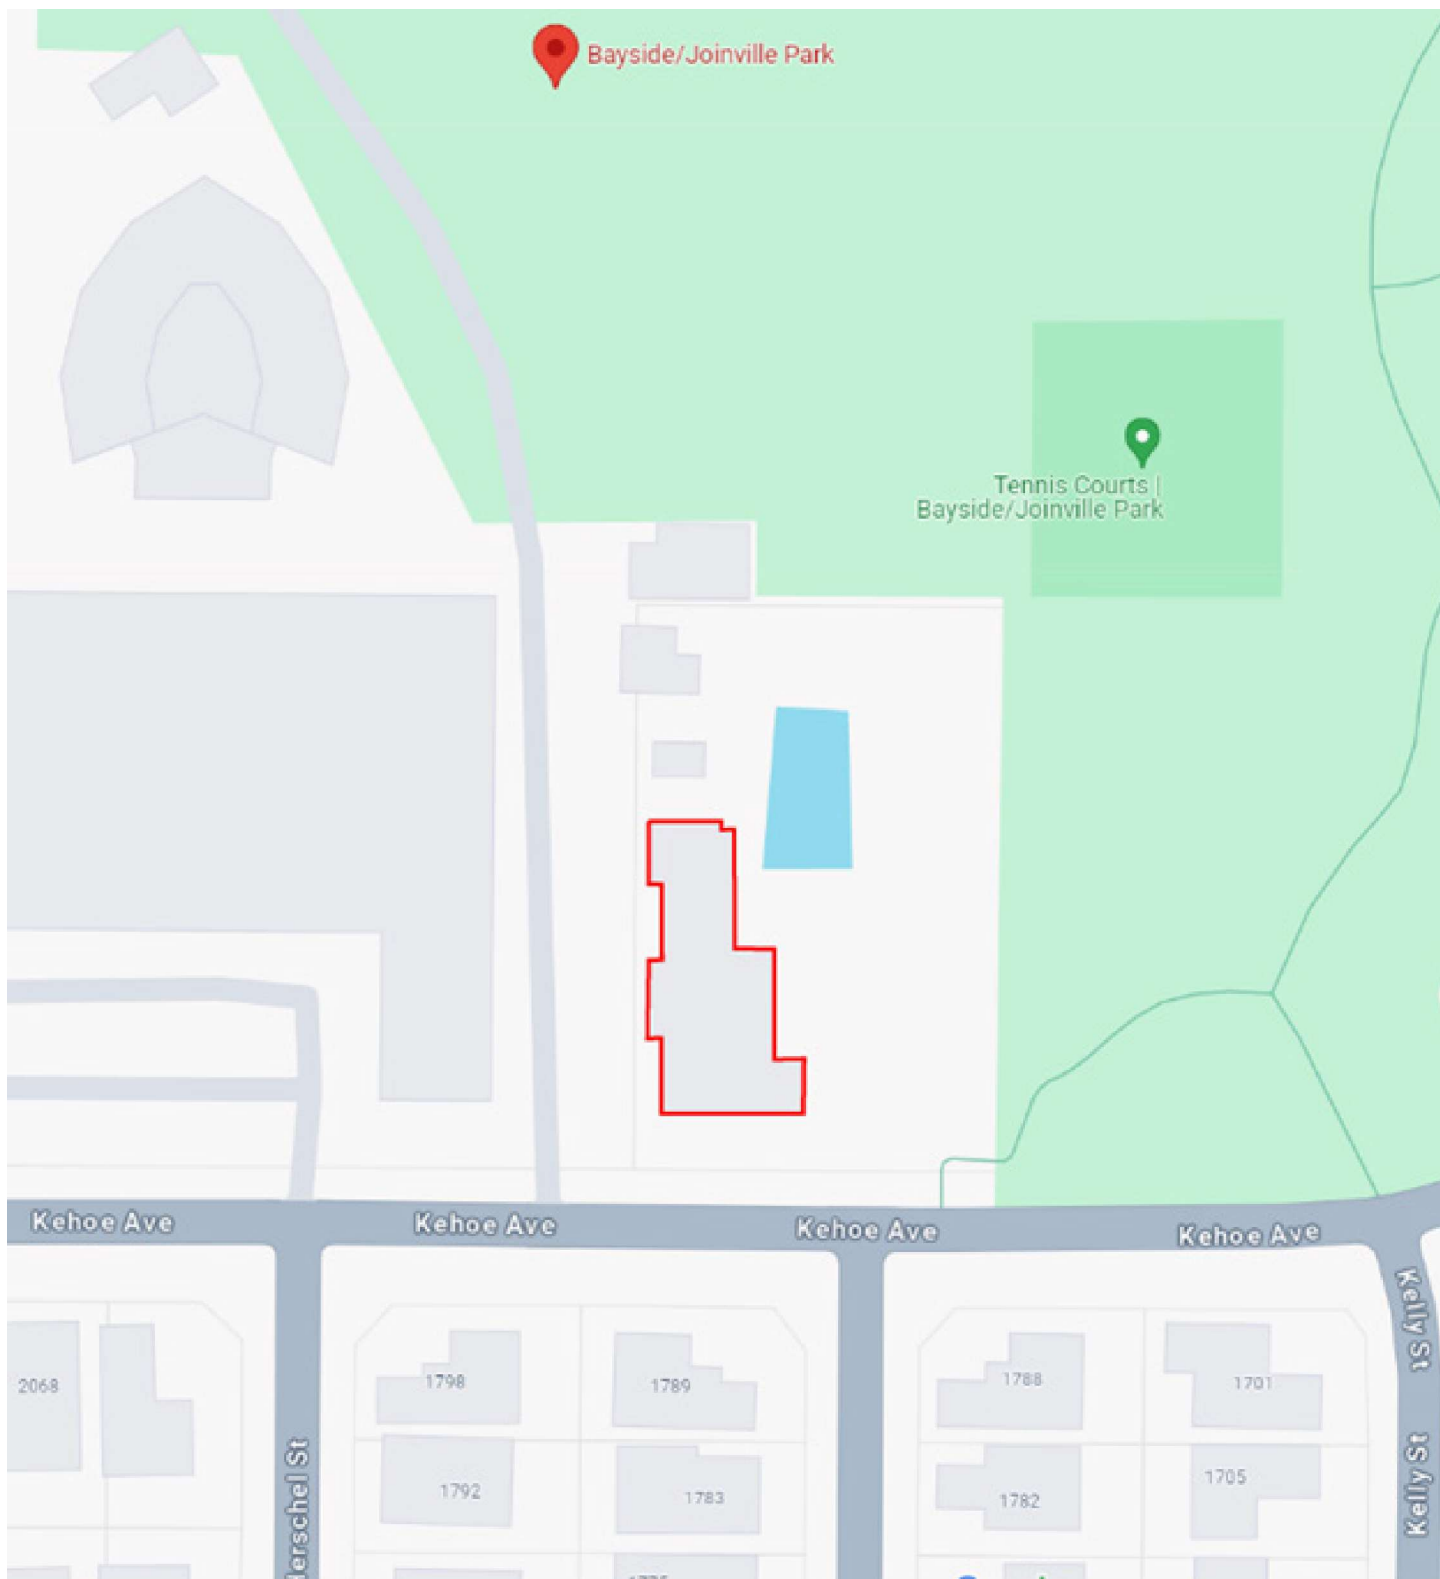 Bayside/Joinville Park
Tennis Courts |
Bayside/Joinville Park
Kehoe Ave
Kehoe Ave
Kehoe Ave
Kehoe Ave
Kelly St
2068
1798
1789
1788
1701
1792
1783
1782
1705
Kelly St